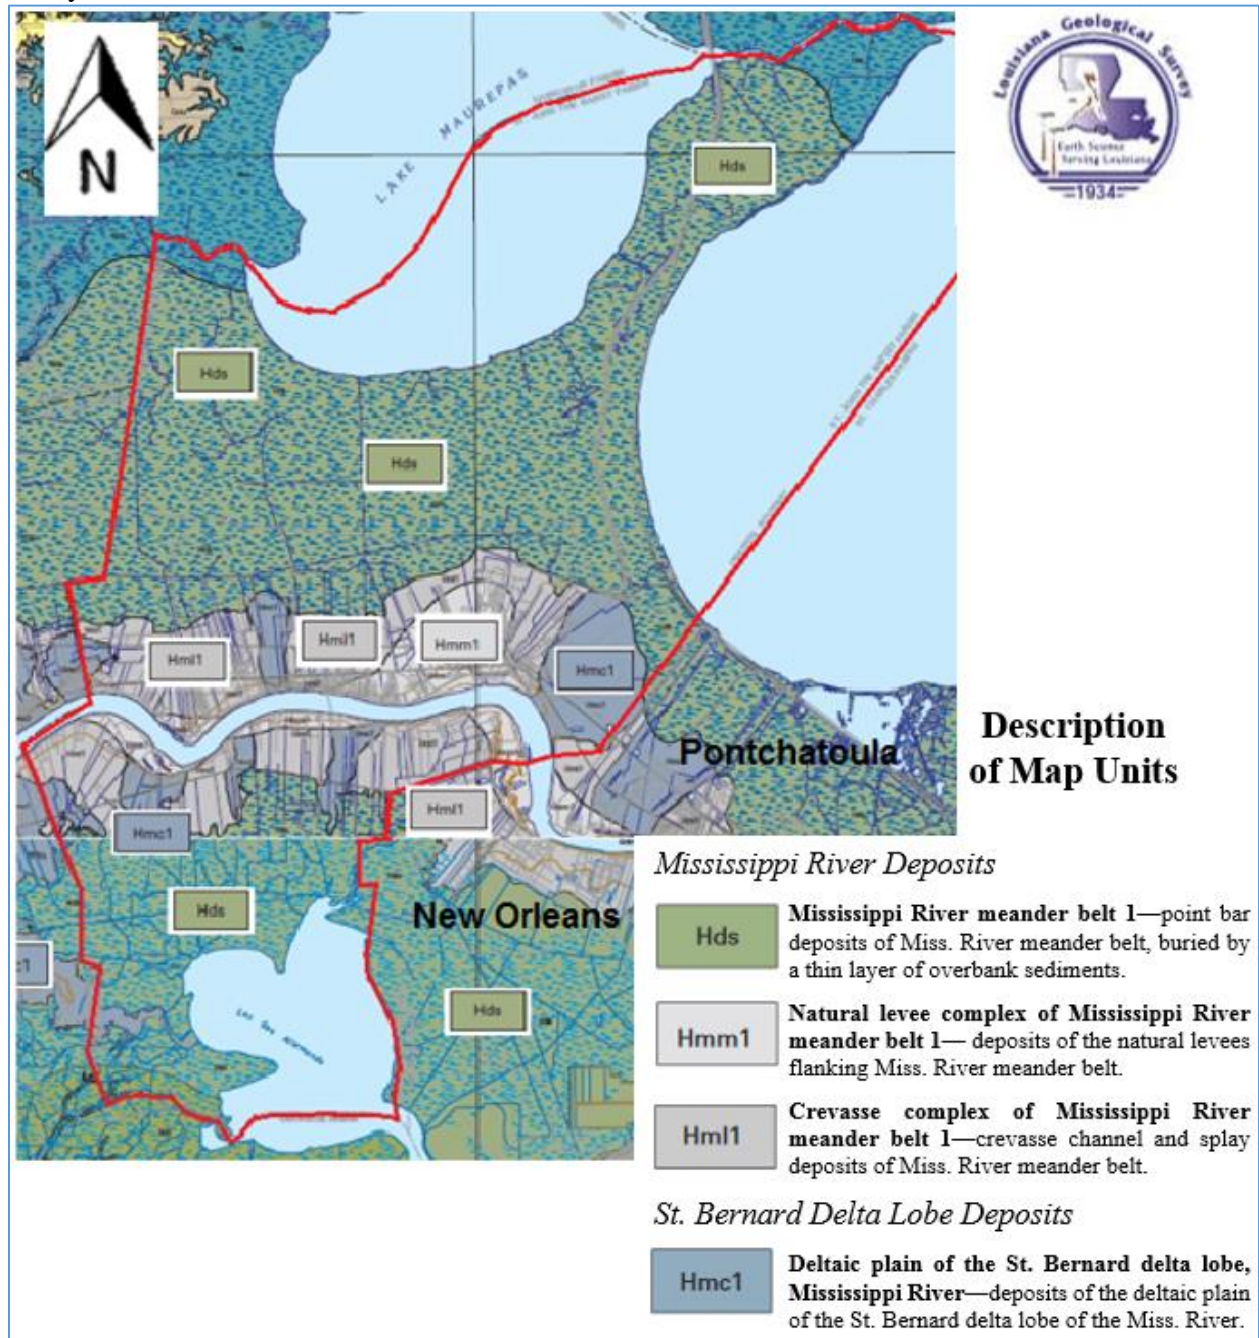 Louisiana Geological Survey
Earth Science
Serving Louisiana
1934
N
LAKE MAUREPAS
Hds
Hds
Hds
Hml1
Hml1
Hmm1
Hmc1
Pontchatoula
Hml1
Hmc1
Hds
New Orleans
Hds
Description
of Map Units
Mississippi River Deposits
Hds
Mississippi River meander belt 1—point bar
deposits of Miss. River meander belt, buried by
a thin layer of overbank sediments.
Hmm1
Natural levee complex of Mississippi River
meander belt 1— deposits of the natural levees
flanking Miss. River meander belt.
Hml1
Crevasse complex of Mississippi River
meander belt 1—crevasse channel and splay
deposits of Miss. River meander belt.
St. Bernard Delta Lobe Deposits
Hmc1
Deltaic plain of the St. Bernard delta lobe,
Mississippi River—deposits of the deltaic plain
of the St. Bernard delta lobe of the Miss. River.